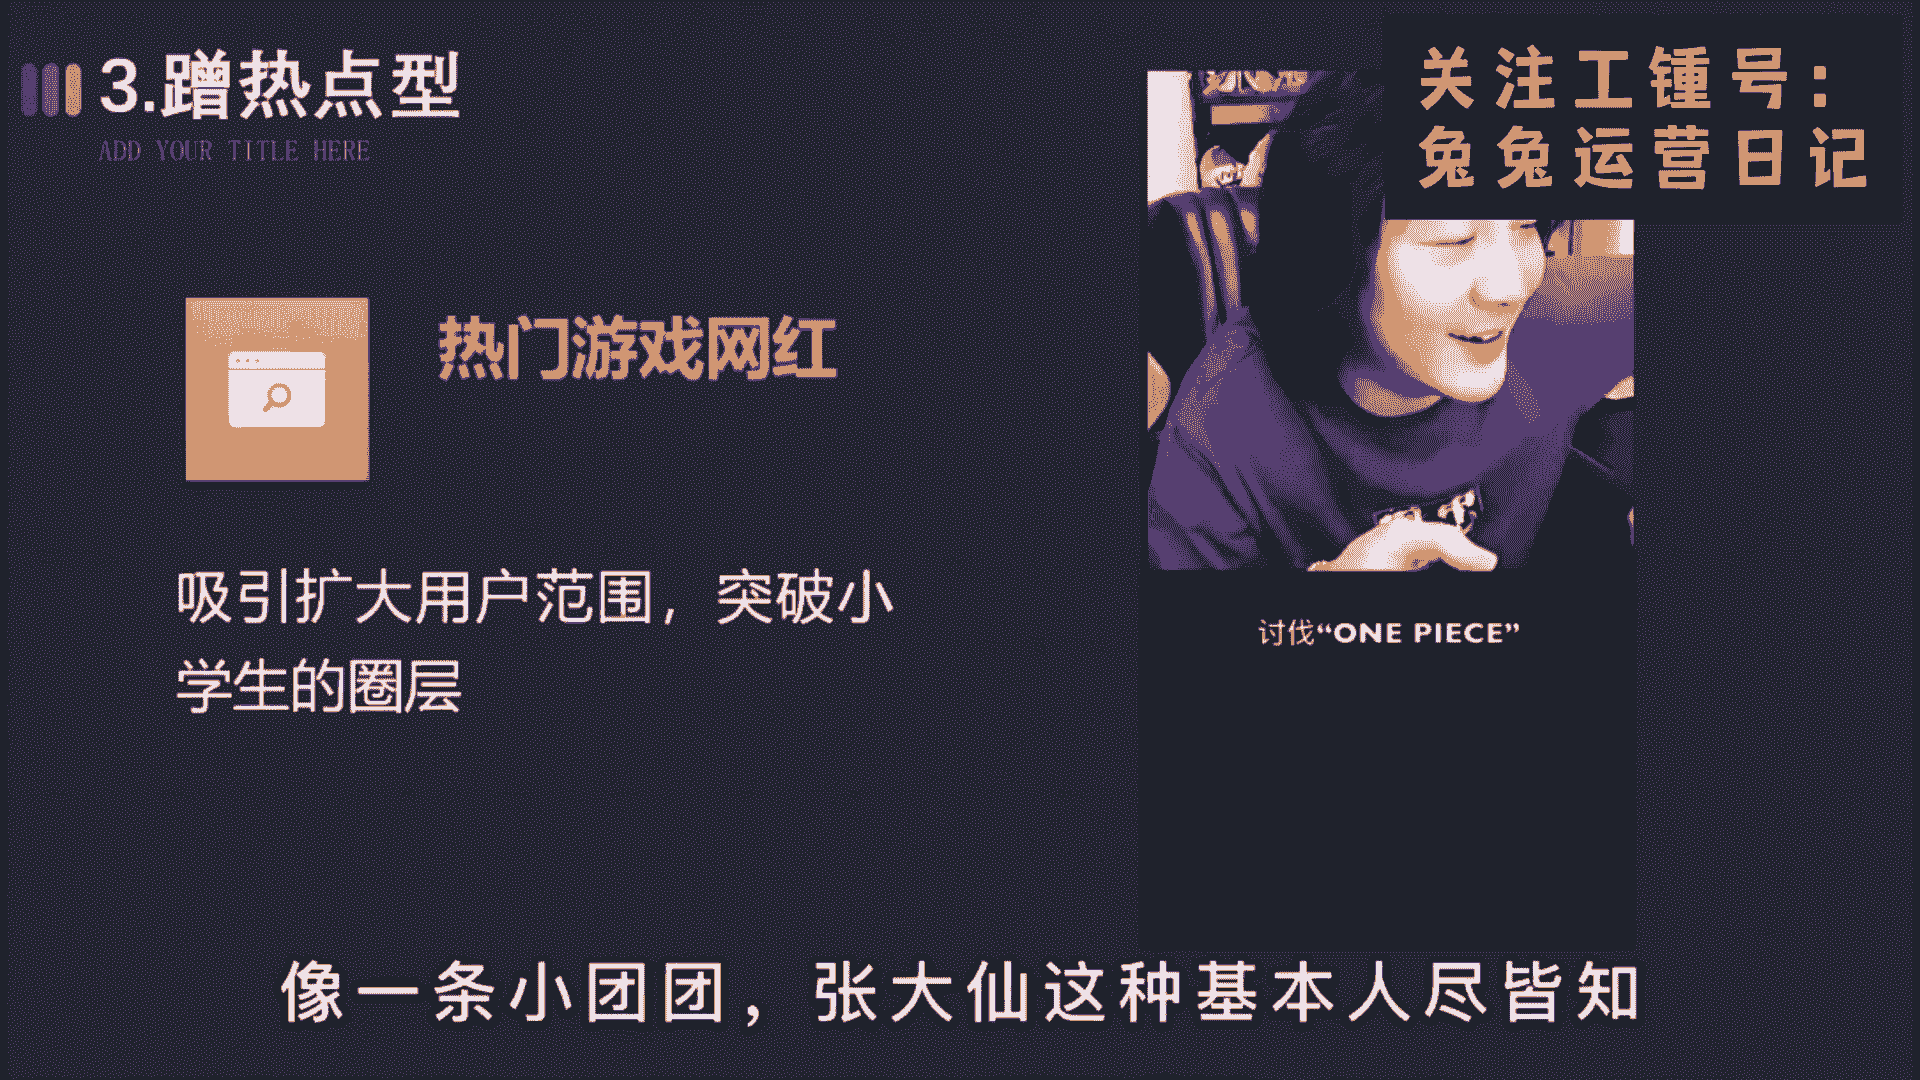 3.蹭热点型
ADD YOUR TITLE HERE
关注工锺号：
兔兔运营日记
热门游戏网红
吸引扩大用户范围，突破小
学生的圈层
讨伐“ONE PIECE”
像一条小团团，张大仙这种基本人尽皆知